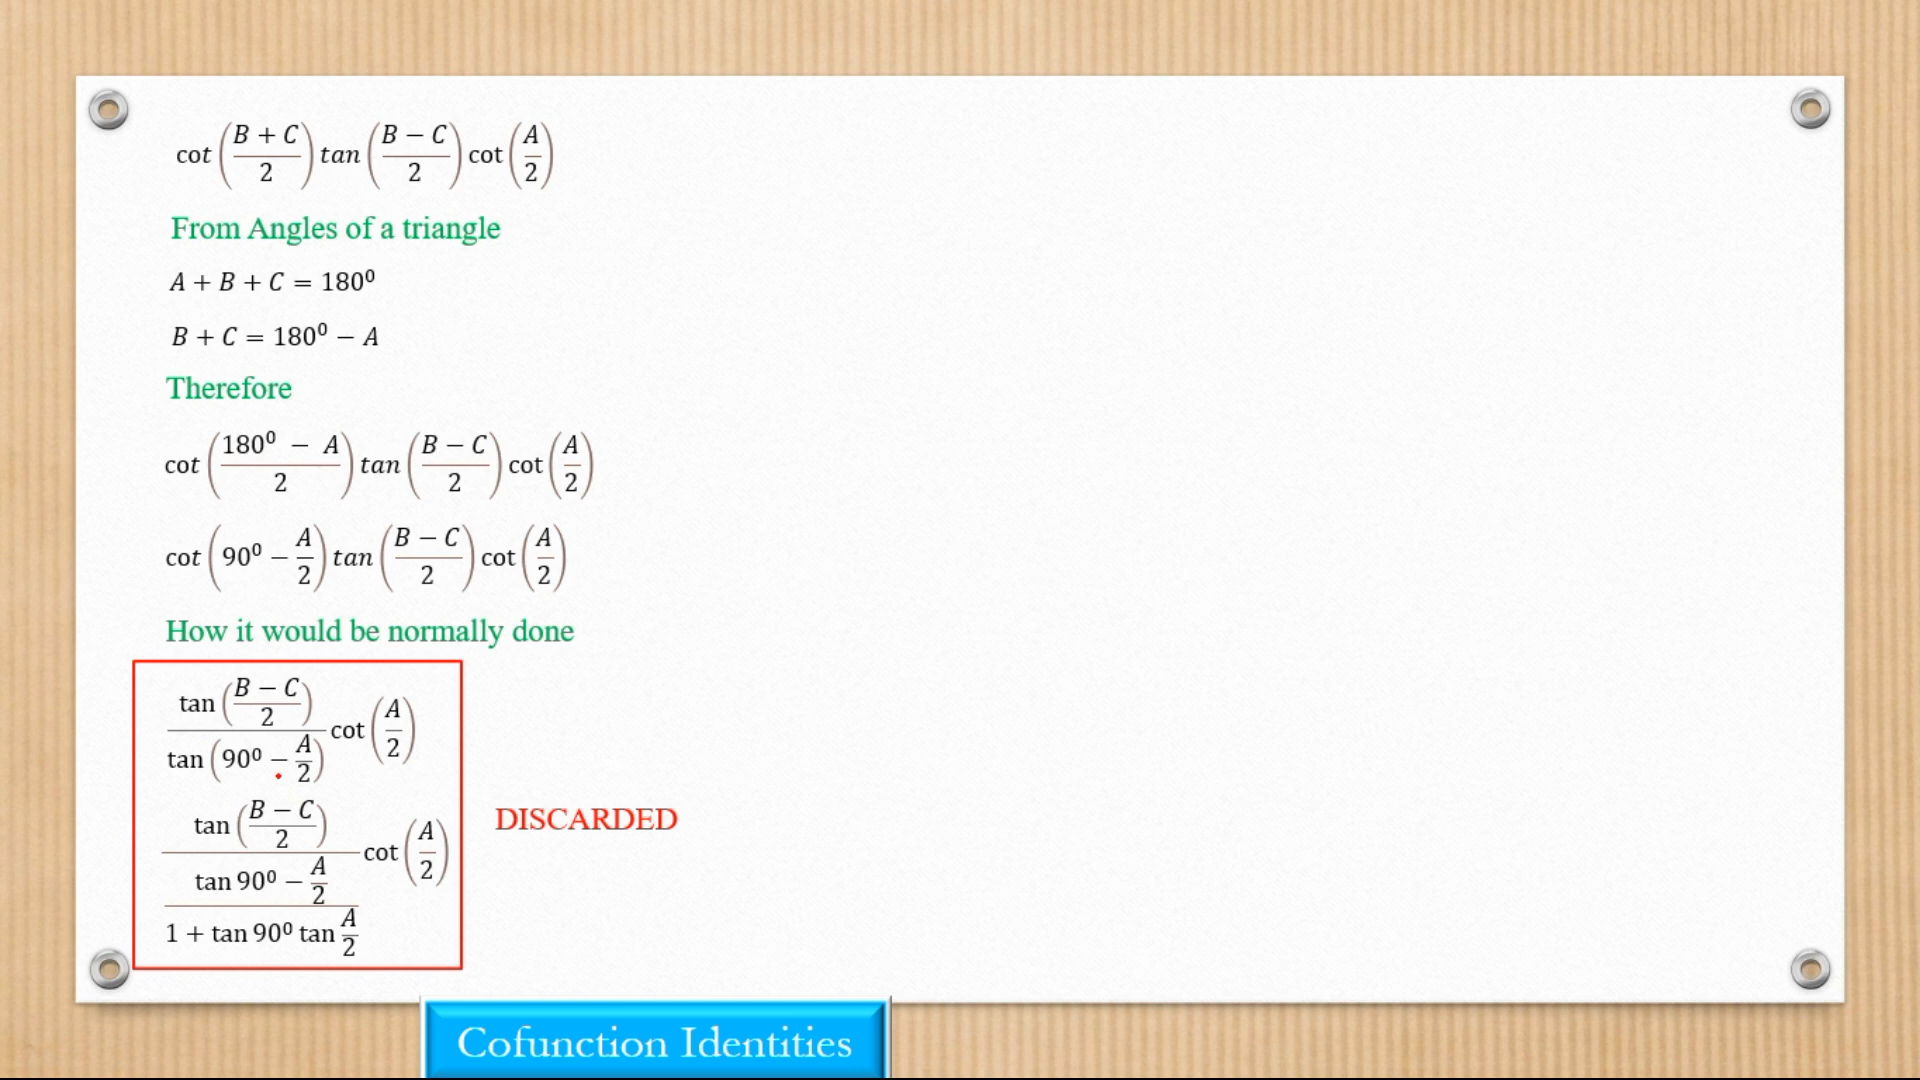 cot ((B + C)/2) tan ((B − C)/2) cot (A/2)
From Angles of a triangle
A + B + C = 180⁰
B + C = 180⁰ − A
Therefore
cot ((180⁰ − A)/2) tan ((B − C)/2) cot (A/2)
cot (90⁰ − A/2) tan ((B − C)/2) cot (A/2)
How it would be normally done
tan ((B − C)/2) / tan (90⁰ − A/2) cot (A/2)
tan ((B − C)/2) / ((tan 90⁰ − A/2) / (1 + tan 90⁰ tan A/2)) cot (A/2)
DISCARDED
Cofunction Identities